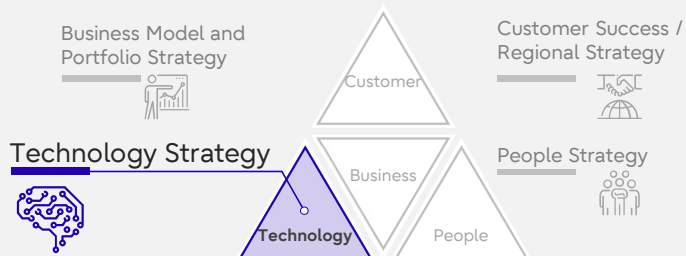 Business Model and
Portfolio Strategy
Customer Success /
Regional Strategy
Customer
Technology Strategy
People Strategy
Business
Technology
People